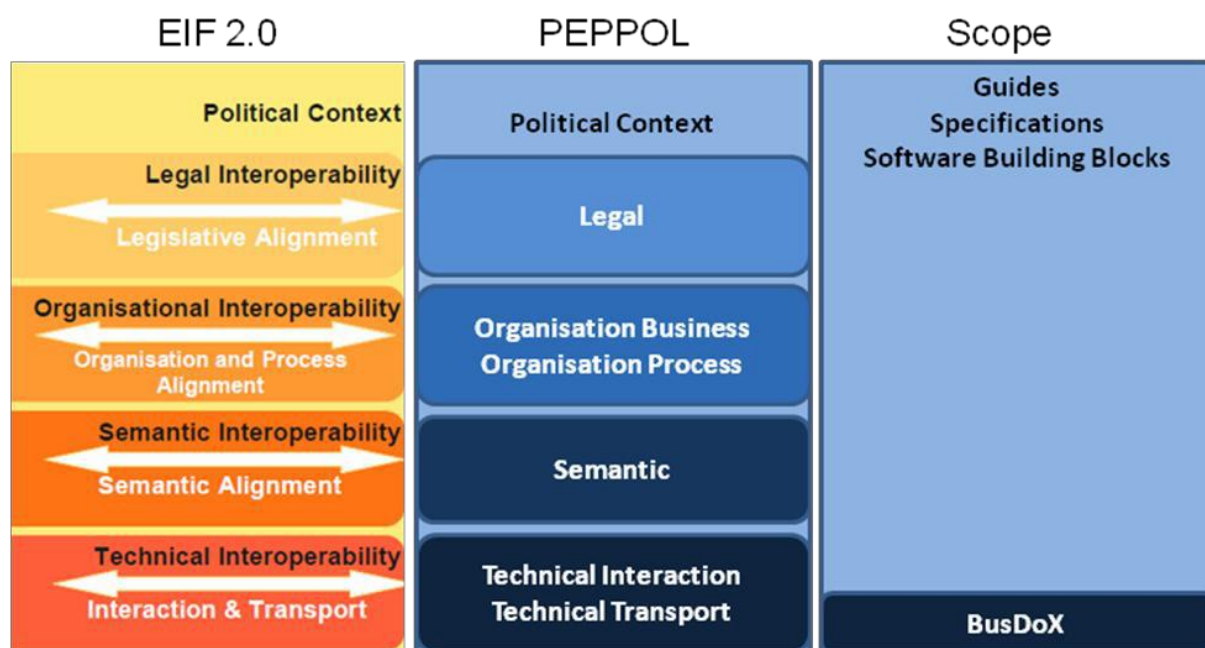 EIF 2.0
Political Context
Legal Interoperability
Legislative Alignment
Organisational Interoperability
Organisation and Process
Alignment
Semantic Interoperability
Semantic Alignment
Technical Interoperability
Interaction & Transport
PEPPOL
Political Context
Legal
Organisation Business
Organisation Process
Semantic
Technical Interaction
Technical Transport
Scope
Guides
Specifications
Software Building Blocks
BusDoX